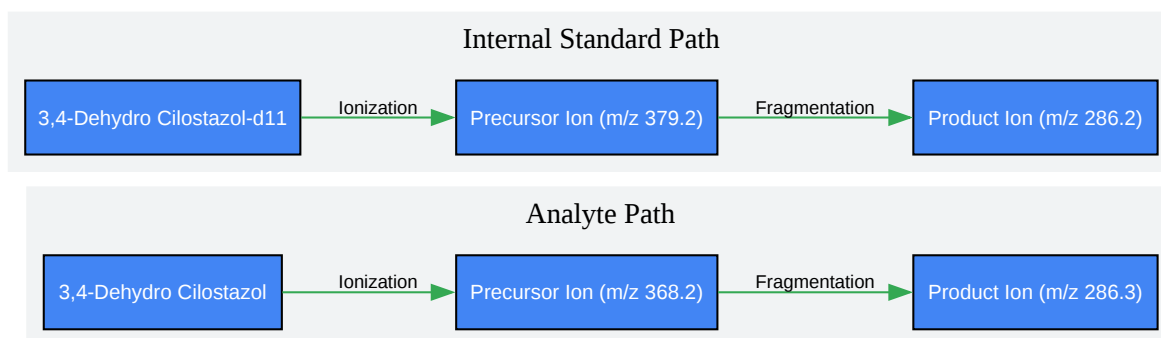 Internal Standard Path
3,4-Dehydro Cilostazol-d11
Ionization
Precursor Ion (m/z 379.2)
Fragmentation
Product Ion (m/z 286.2)
Analyte Path
3,4-Dehydro Cilostazol
Ionization
Precursor Ion (m/z 368.2)
Fragmentation
Product Ion (m/z 286.3)